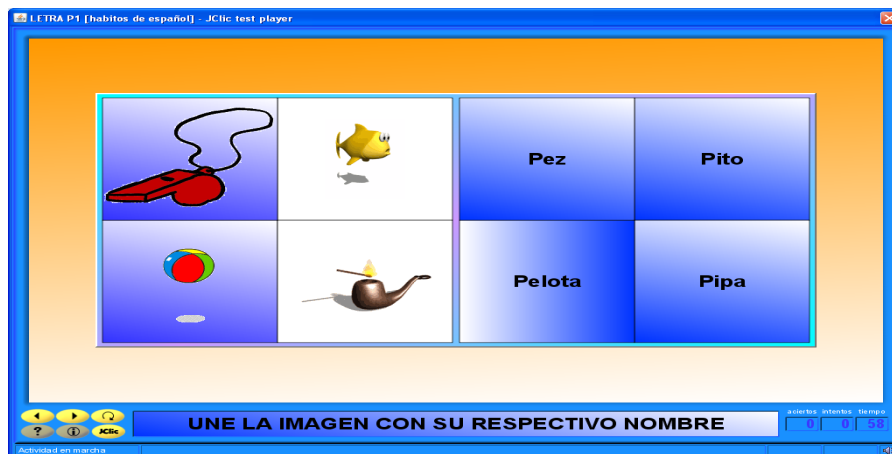 LETRA P1 [habitos de español] - JClic test player
Pez
Pito
Pelota
Pipa
UNE LA IMAGEN CON SU RESPECTIVO NOMBRE
aciertos intentos tiempo
0 0 58
? i JClic
Actividad en marcha